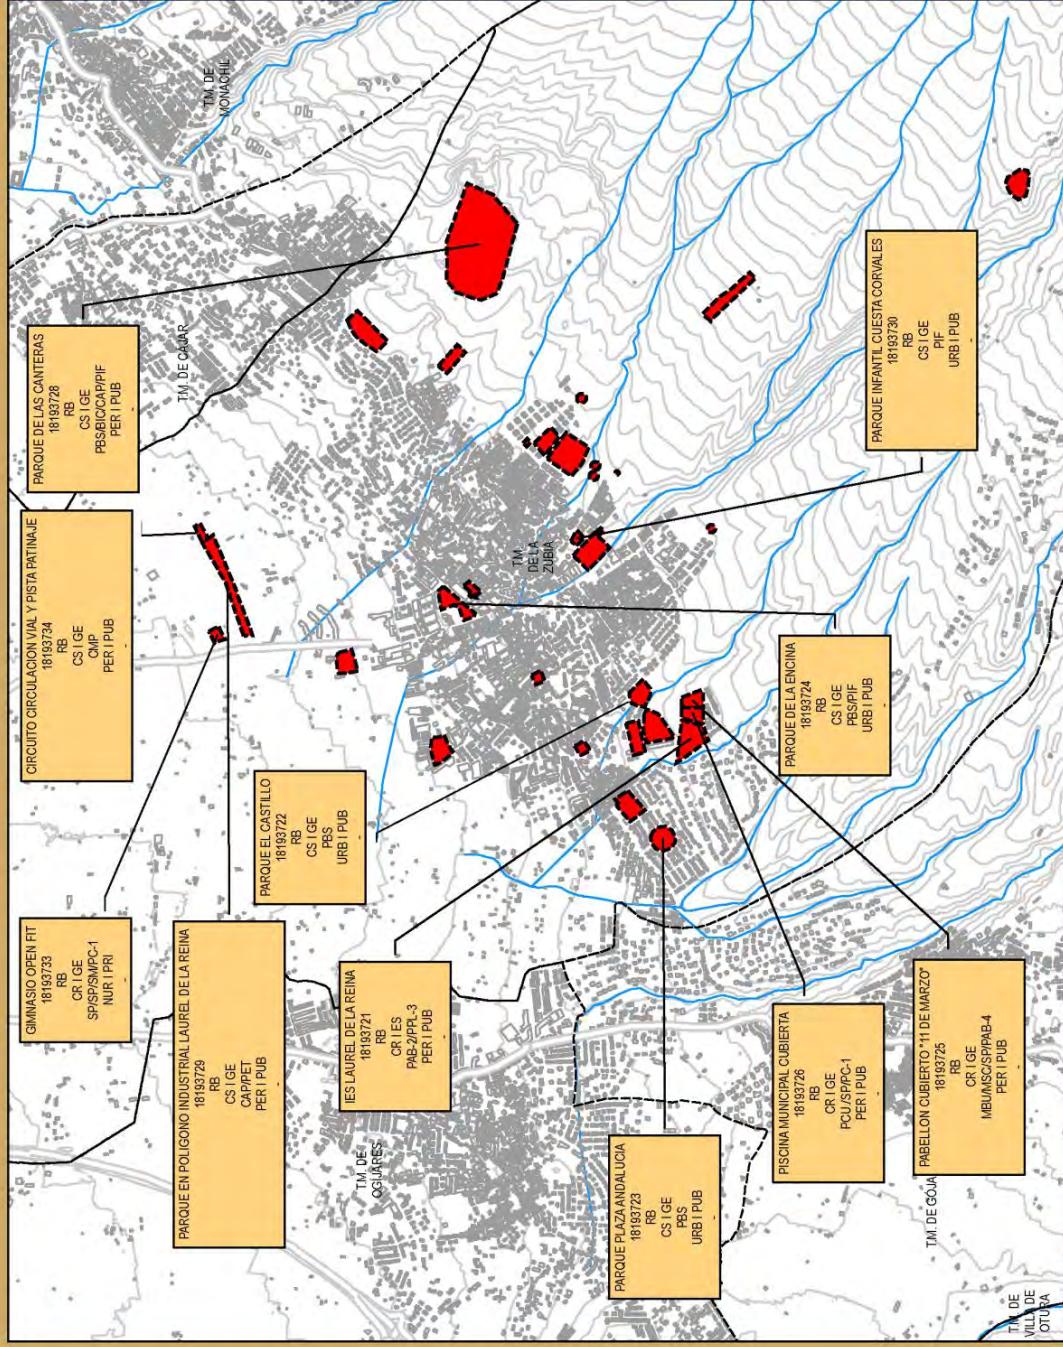 GIMNASIO OPEN FIT
18193733
RB
CR I GE
SP/SP/SM/PC-1
NUR I PRI
-
CIRCUITO CIRCULACION VIAL Y PISTA PATINAJE
18193734
RB
CS I GE
CMP
PER I PUB
-
PARQUE DE LAS CANTERAS
18193728
RB
CS I GE
PBS/BIC/CAP/PIF
PER I PUB
-
PARQUE EN POLIGONO INDUSTRIAL LAUREL DE LA REINA
18193729
RB
CS I GE
CAP/PET
PER I PUB
-
PARQUE EL CASTILLO
18193722
RB
CS I GE
PBS
URB I PUB
-
IES LAUREL DE LA REINA
18193721
RB
CR I ES
PAB-2/PPL-3
PER I PUB
-
PARQUE PLAZA ANDALUCIA
18193723
RB
CS I GE
PBS
URB I PUB
-
PISCINA MUNICIPAL CUBIERTA
18193726
RB
CR I GE
PCU/SP/PC-1
PER I PUB
-
PABELLON CUBIERTO "11 DE MARZO"
18193725
RB
CR I GE
MBU/MSC/SP/PAB-4
PER I PUB
-
PARQUE DE LA ENCINA
18193724
RB
CS I GE
PBS/PIF
URB I PUB
-
PARQUE INFANTIL CUESTA CORVALES
18193730
RB
CS I GE
PIF
URB I PUB
-
T.M. DE
MONACHIL
T.M. DE CAJAR
T.M.
DE LA
ZUBIA
T.M. DE
OGIJARES
T.M. DE GOJA
T.M. DE
VILLA DE
OTURA